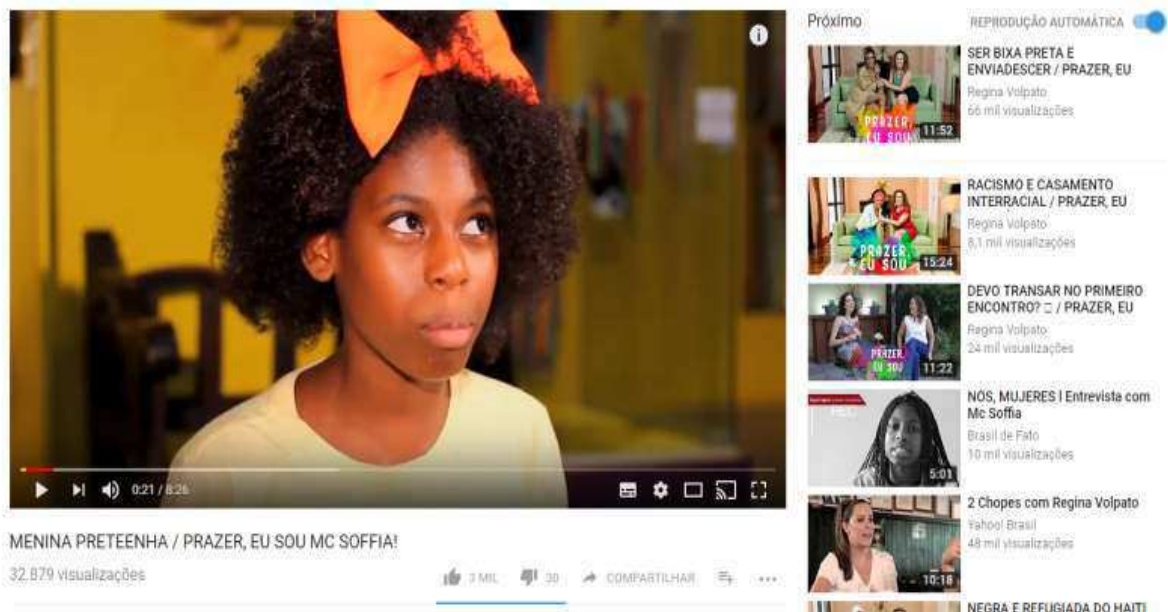 0:21 / 8:26
MENINA PRETEENHA / PRAZER, EU SOU MC SOFFIA!
32.879 visualizações
3 MIL
30
COMPARTILHAR
Próximo
REPRODUÇÃO AUTOMÁTICA
PRAZER,
EU SOU
11:52
SER BIXA PRETA E
ENVIADESCER / PRAZER, EU
Regina Volpato
66 mil visualizações
PRAZER,
EU SOU
15:24
RACISMO E CASAMENTO
INTERRACIAL / PRAZER, EU
Regina Volpato
8,1 mil visualizações
PRAZER,
EU SOU
11:22
DEVO TRANSAR NO PRIMEIRO
ENCONTRO? □ / PRAZER, EU
Regina Volpato
24 mil visualizações
REC
5:01
NÓS, MUJERES l Entrevista com
Mc Soffia
Brasil de Fato
10 mil visualizações
10:18
2 Chopes com Regina Volpato
Yahoo! Brasil
48 mil visualizações
NEGRA E REFUGIADA DO HAITI